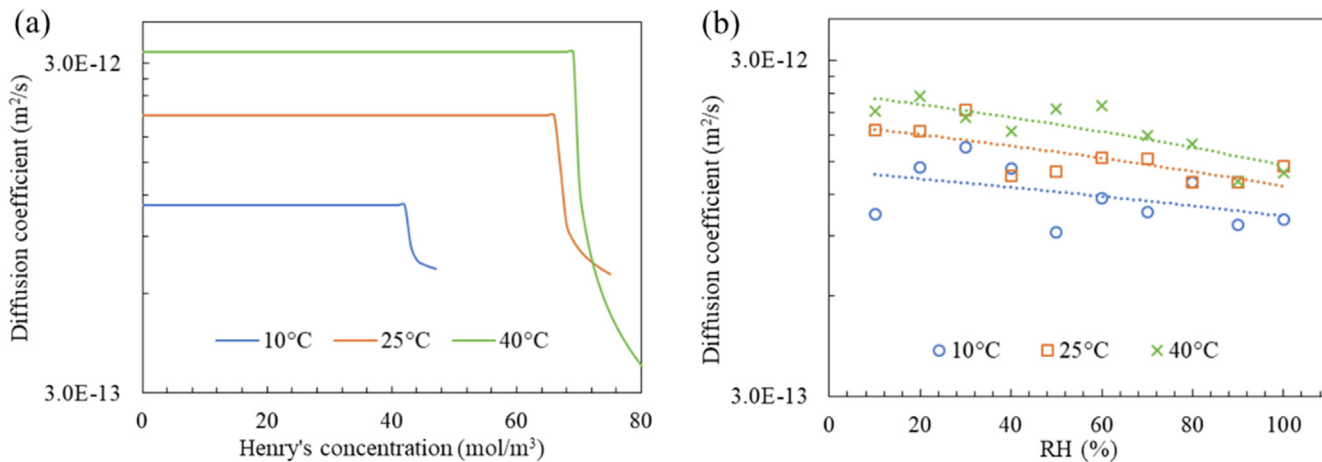 (a)
Diffusion coefficient (m²/s)
3.0E-12
3.0E-13
10°C 25°C 40°C
0 20 40 60 80
Henry's concentration (mol/m³)
(b)
Diffusion coefficient (m²/s)
3.0E-12
3.0E-13
10°C 25°C 40°C
0 20 40 60 80 100
RH (%)